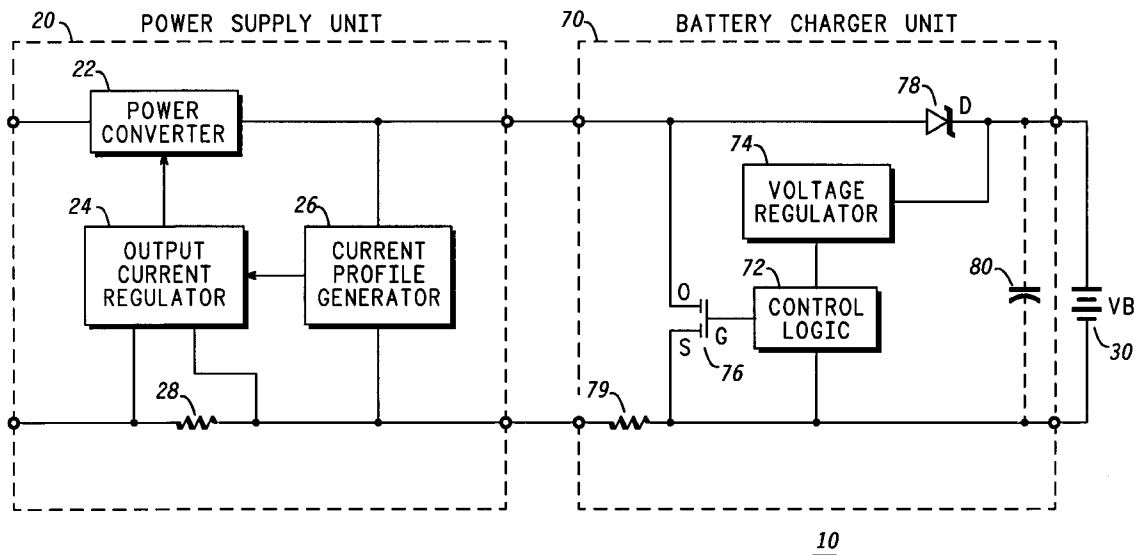 20
POWER SUPPLY UNIT
70
BATTERY CHARGER UNIT
22
POWER
CONVERTER
78
D
74
VOLTAGE
REGULATOR
24
OUTPUT
CURRENT
REGULATOR
26
CURRENT
PROFILE
GENERATOR
72
CONTROL
LOGIC
O
G
S
76
80
VB
30
28
79
10